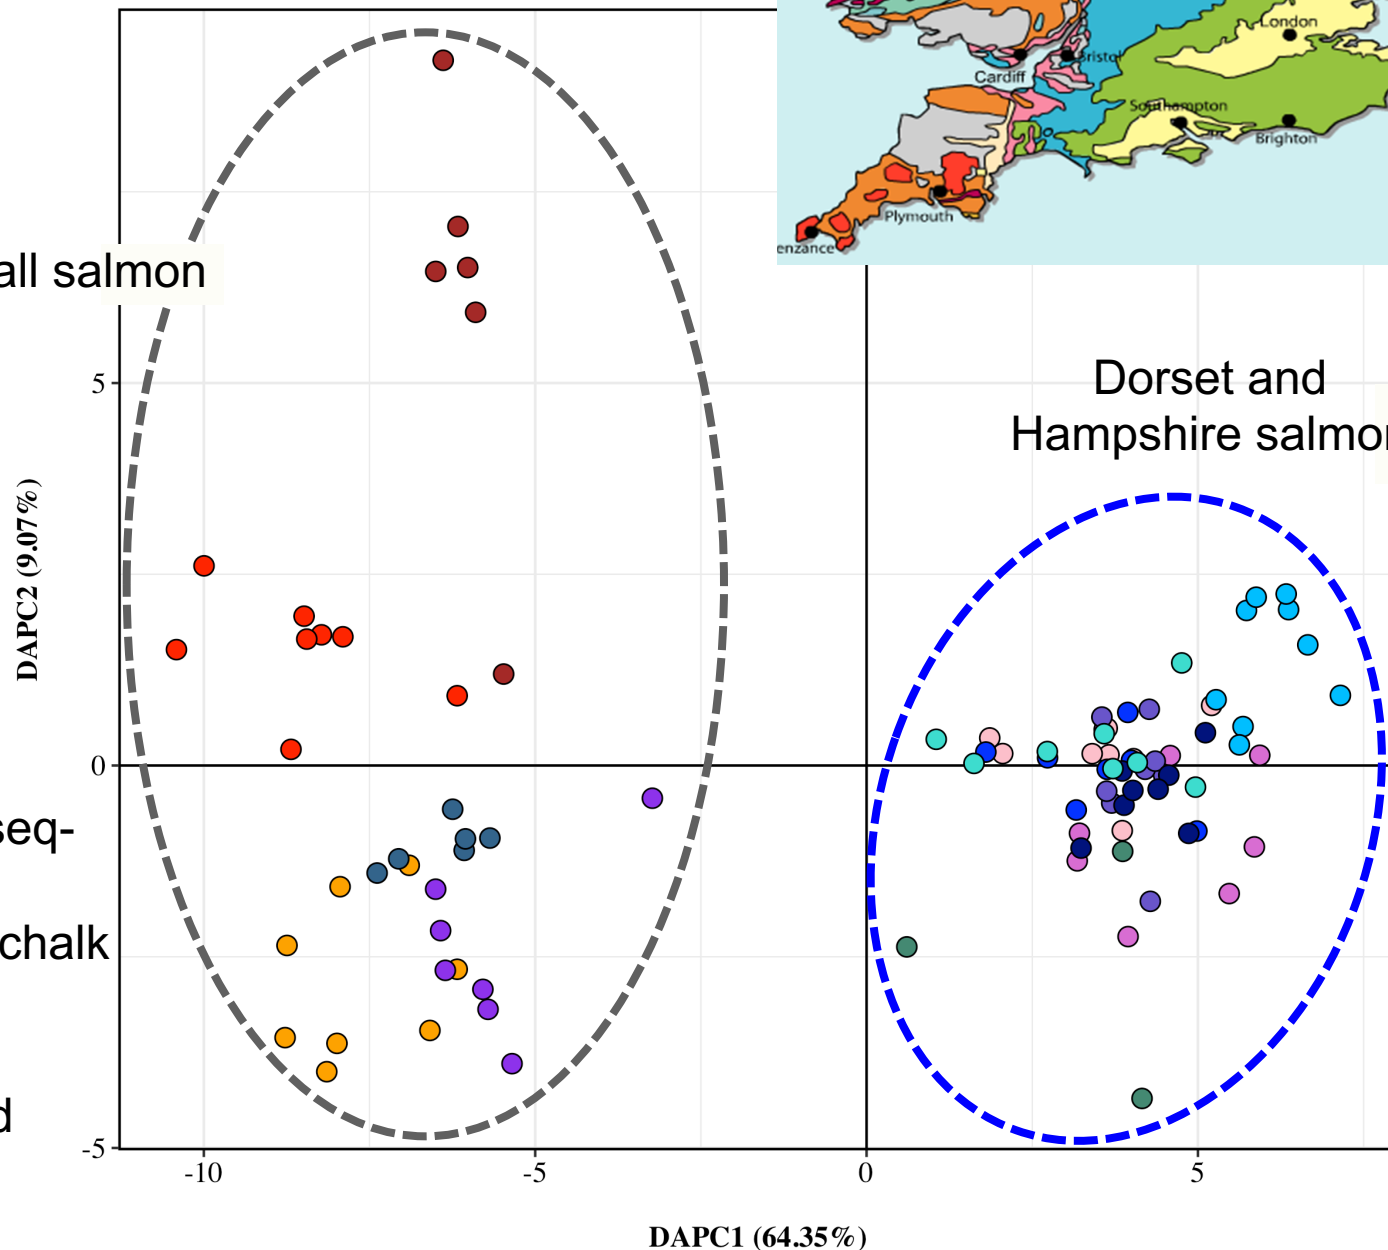 London
Bristol
Cardiff
Southampton
Brighton
Plymouth
enzance
all salmon
5
Dorset and
Hampshire salmon
DAPC2 (9.07%)
0
seq-
chalk
d
-5
-10
-5
0
5
DAPC1 (64.35%)